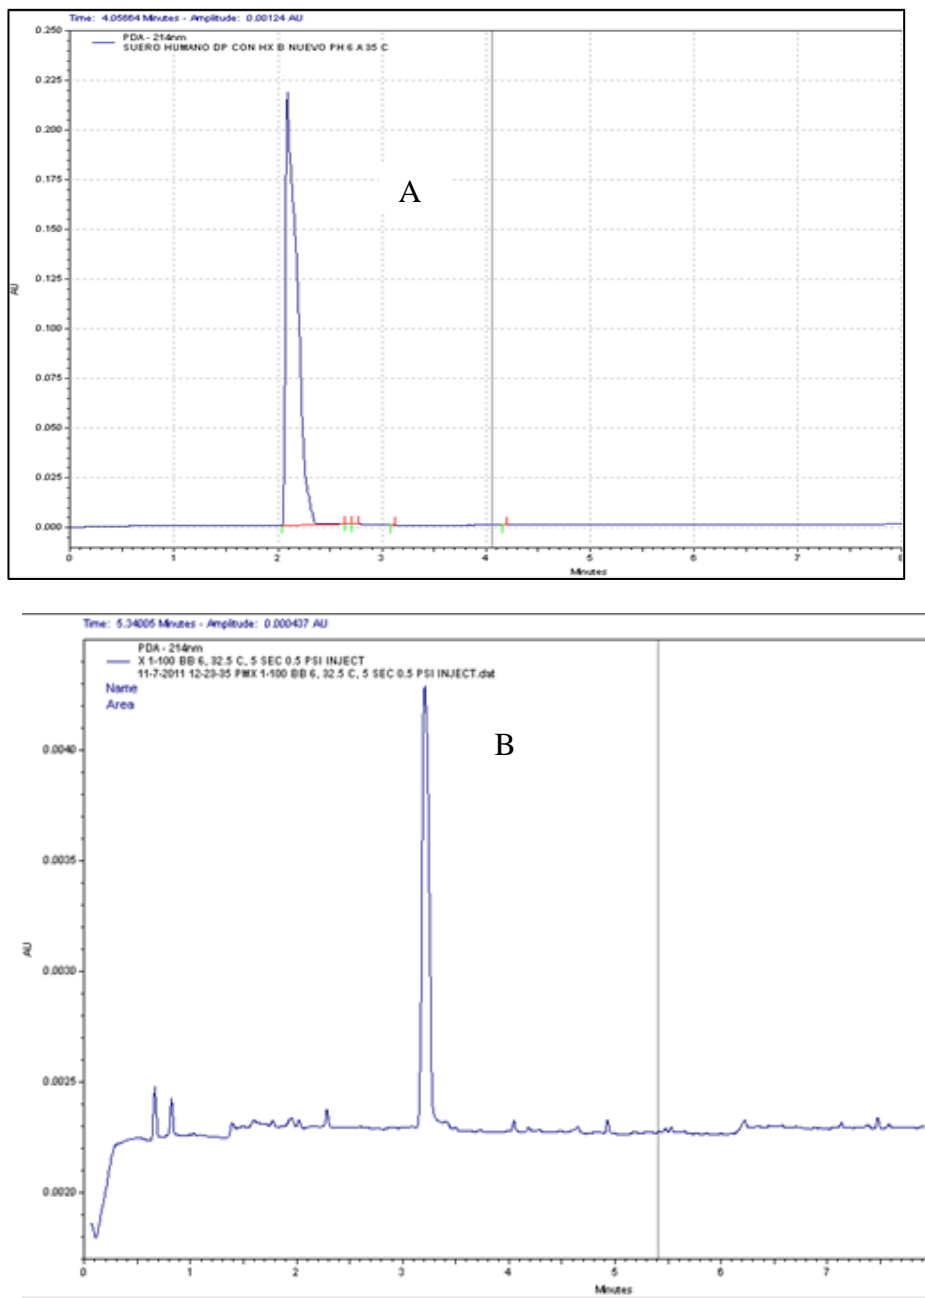 Time: 4.05664 Minutes - Amplitude: 0.00124 AU
PDA - 214nm
SUERO HUMANO DP CON HX B NUEVO PH 6 A 35 C
A
0.250
0.225
0.200
0.175
0.150
0.125
0.100
0.075
0.050
0.025
0.000
AU
0 1 2 3 4 5 6 7 8
Minutes
Time: 5.34005 Minutes - Amplitude: 0.000437 AU
PDA - 214nm
X 1-100 BB 6, 32.5 C, 5 SEC 0.5 PSI INJECT
11-7-2011 12-23-35 PMX 1-100 BB 6, 32.5 C, 5 SEC 0.5 PSI INJECT.dat
Name
Area
B
0.0040
0.0035
0.0030
0.0025
0.0020
AU
0 1 2 3 4 5 6 7
Minutes